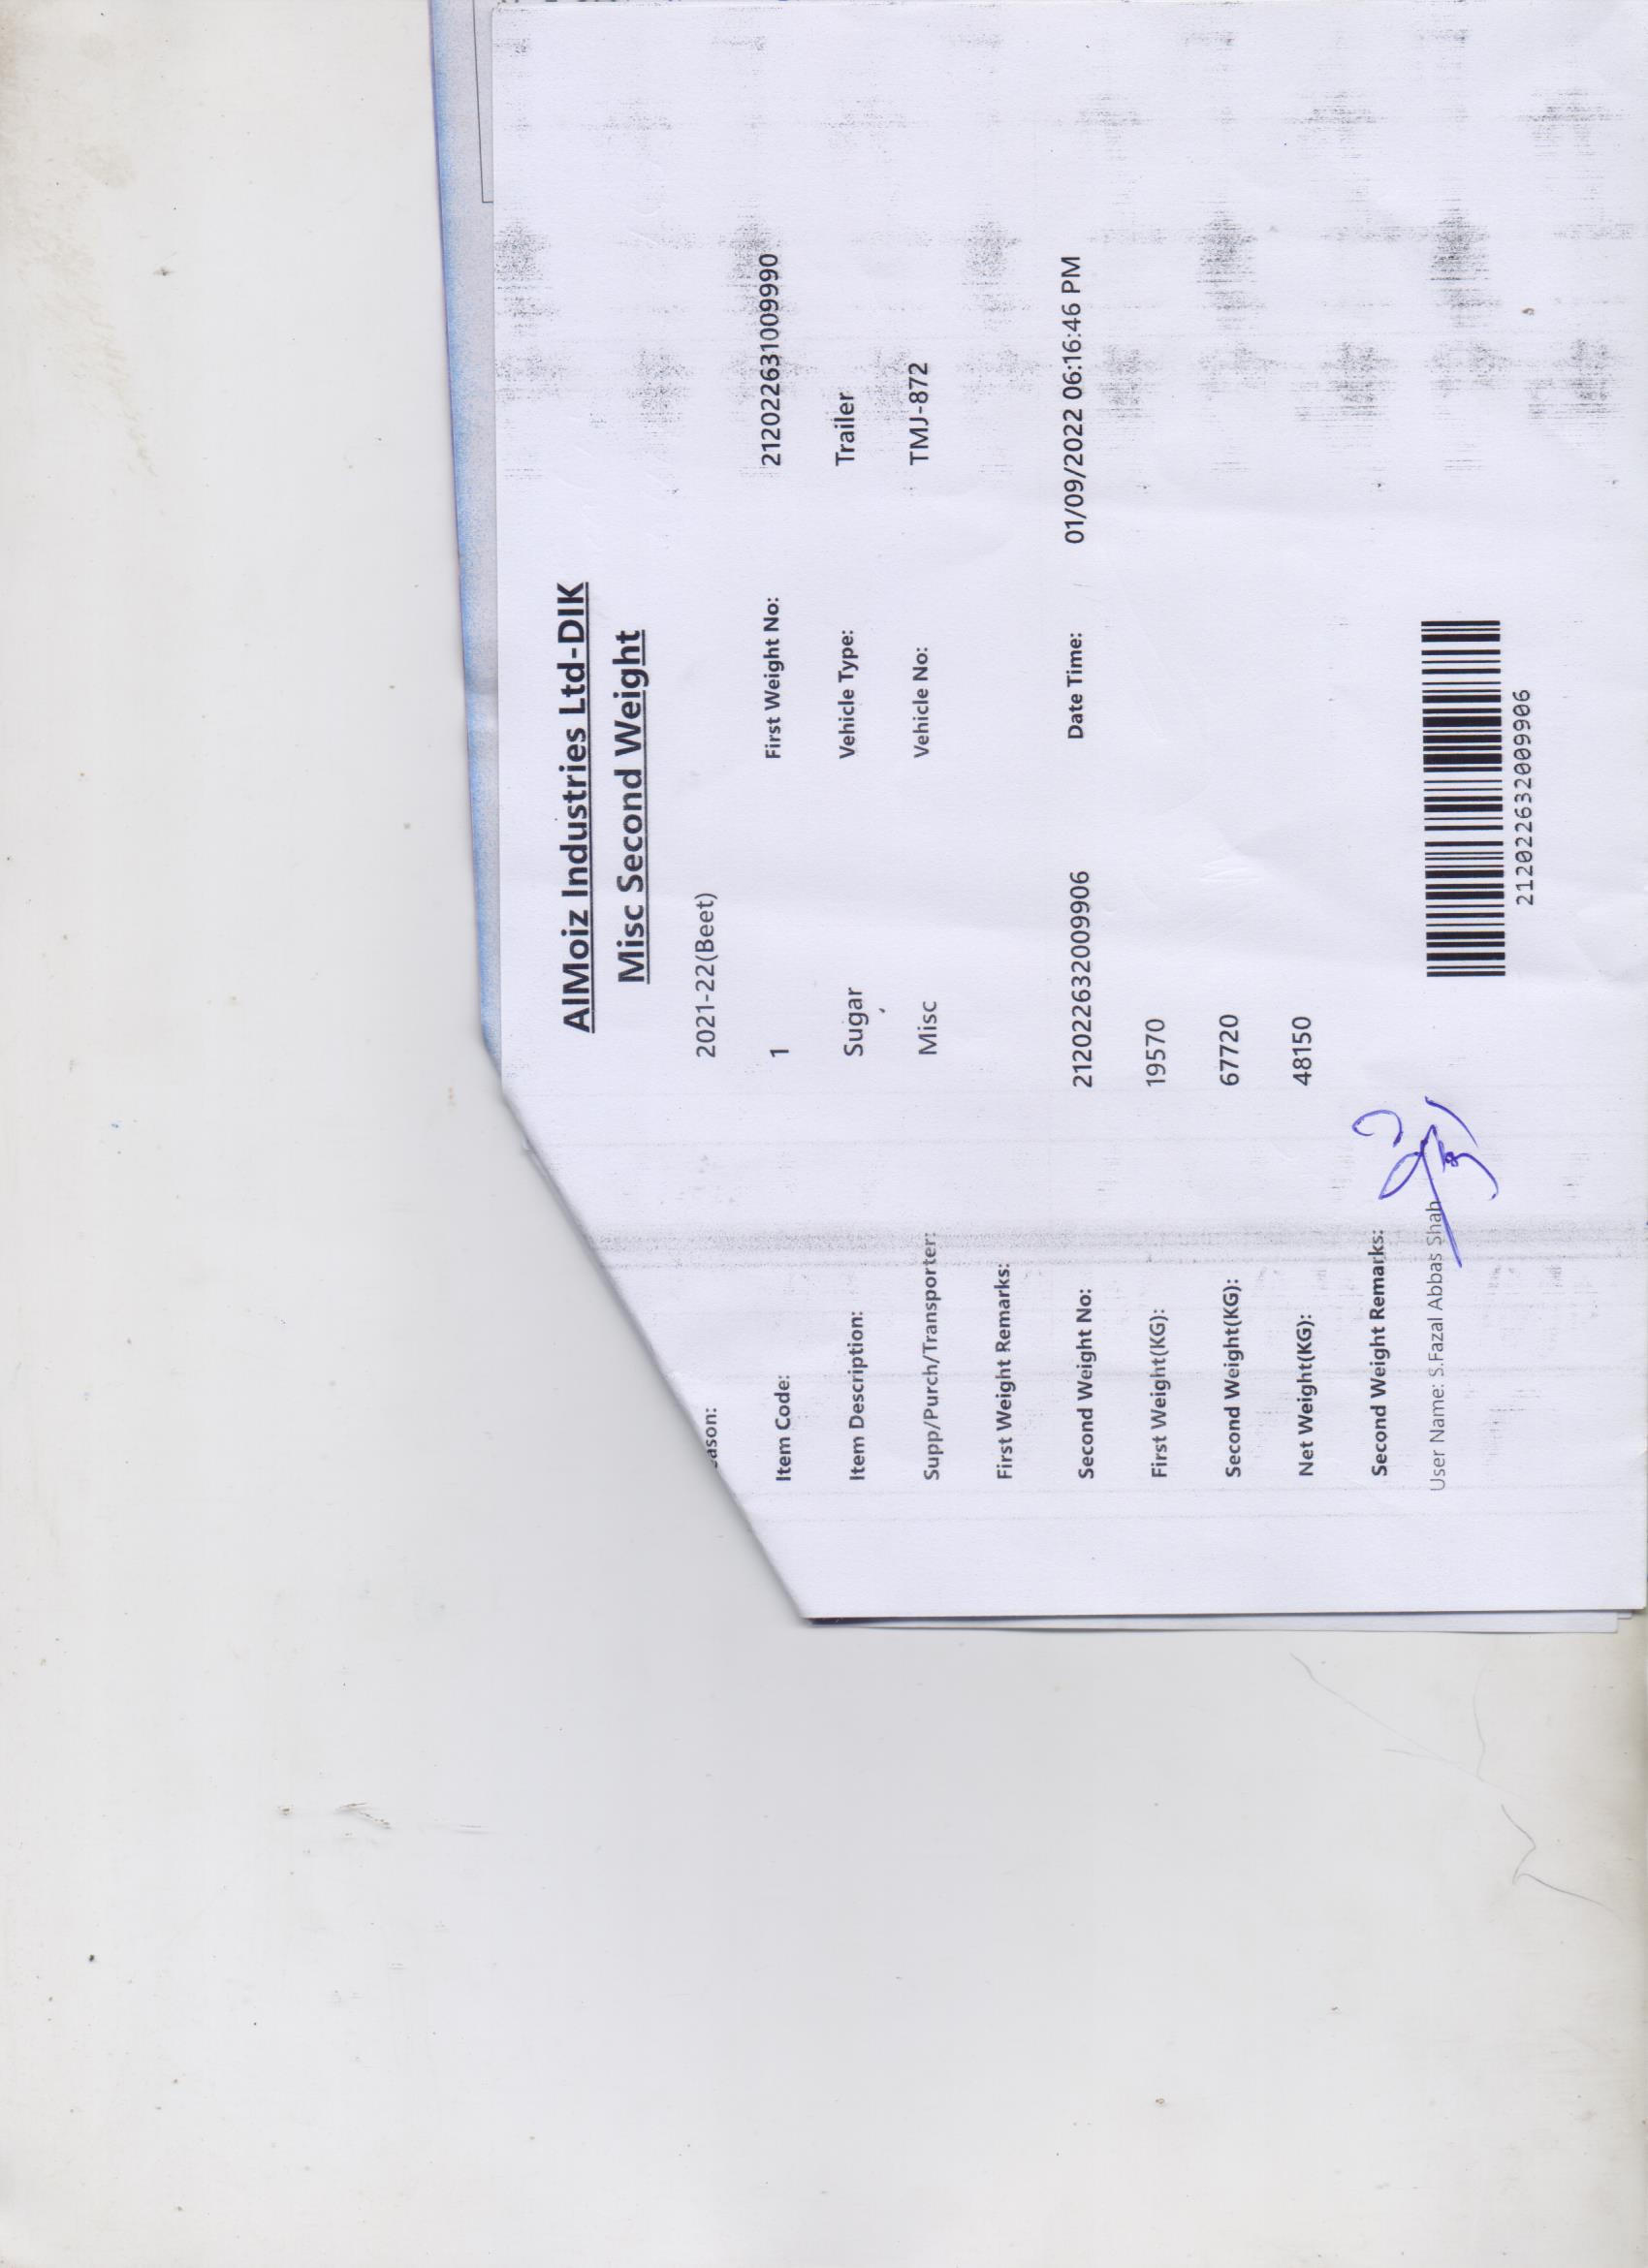 AlMoiz Industries Ltd-DIK
Misc Second Weight
ason: 2021-22(Beet)
Item Code: 1 First Weight No: 212022631009990
Item Description: Sugar Vehicle Type: Trailer
Supp/Purch/Transporter: Misc Vehicle No: TMJ-872
First Weight Remarks:
Second Weight No: 212022632009906 Date Time: 01/09/2022 06:16:46 PM
First Weight(KG): 19570
Second Weight(KG): 67720
Net Weight(KG): 48150
Second Weight Remarks:
User Name: S.Fazal Abbas Shah
212022632009906